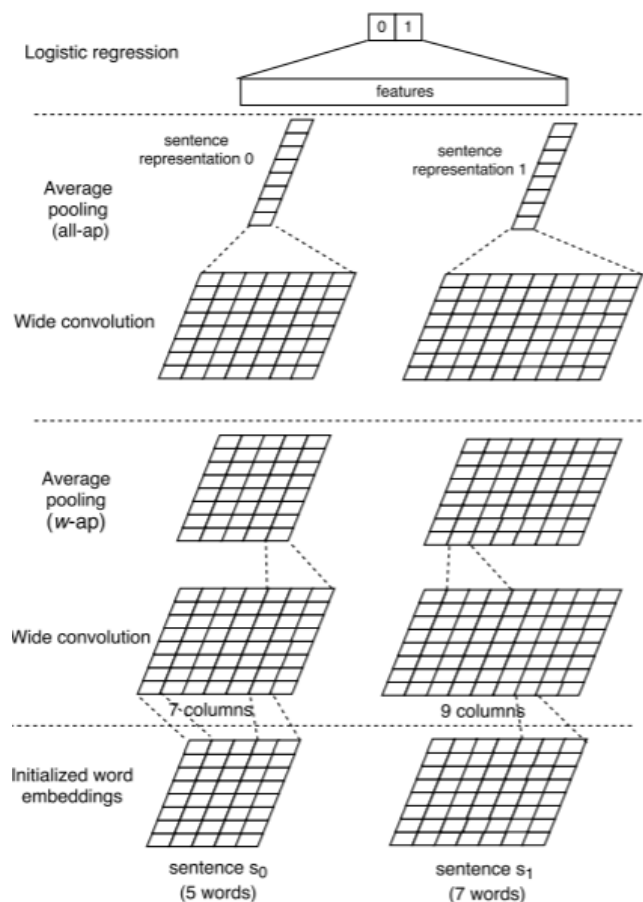 0 1
Logistic regression
features
sentence
representation 0
sentence
representation 1
Average
pooling
(all-ap)
Wide convolution
Average
pooling
(w-ap)
Wide convolution
7 columns
9 columns
Initialized word
embeddings
sentence s0
(5 words)
sentence s1
(7 words)